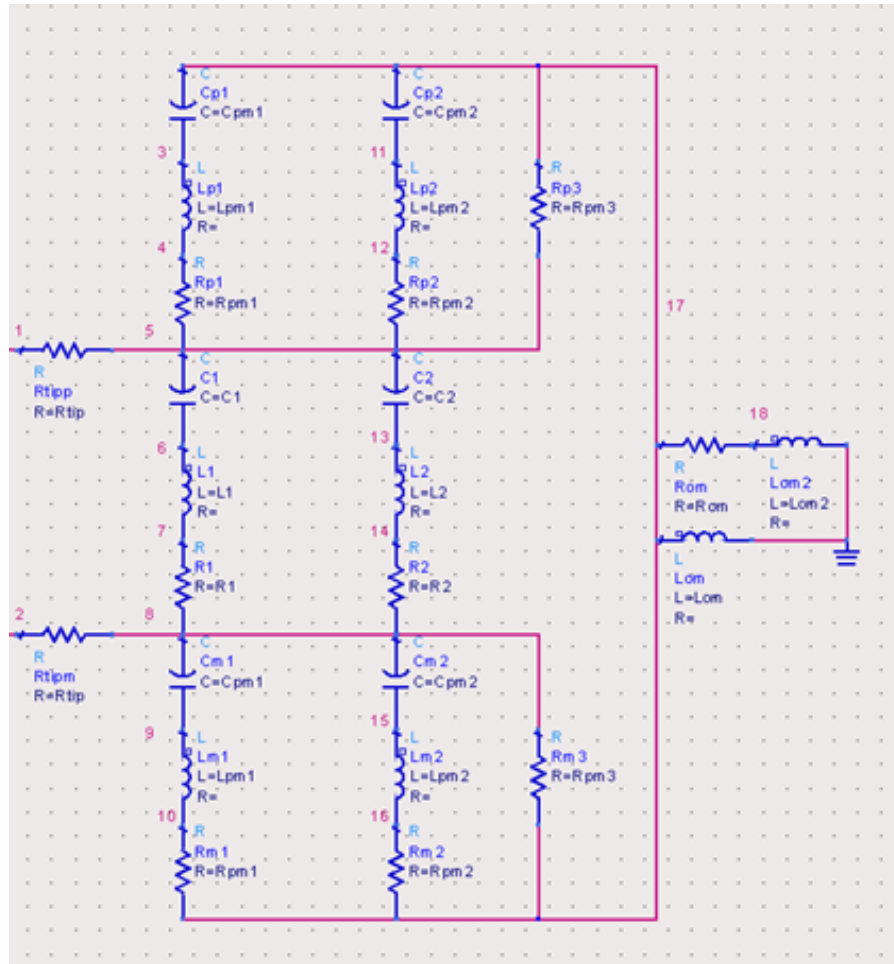 C
Cp1
C=Cpm1
C
Cp2
C=Cpm2
3
L
Lp1
L=Lpm1
R=
11
L
Lp2
L=Lpm2
R=
R
Rp3
R=Rpm3
4
R
Rp1
R=Rpm1
12
R
Rp2
R=Rpm2
17
1
5
R
Rtipp
R=Rtip
C
C1
C=C1
C
C2
C=C2
6
L
L1
L=L1
R=
13
L
L2
L=L2
R=
18
R
Rom
R=Rom
L
Lom2
L=Lom2
R=
7
R
R1
R=R1
14
R
R2
R=R2
L
Lom
L=Lom
R=
2
8
R
Rtipm
R=Rtip
C
Cm1
C=Cpm1
C
Cm2
C=Cpm2
9
L
Lm1
L=Lpm1
R=
15
L
Lm2
L=Lpm2
R=
R
Rm3
R=Rpm3
10
R
Rm1
R=Rpm1
16
R
Rm2
R=Rpm2